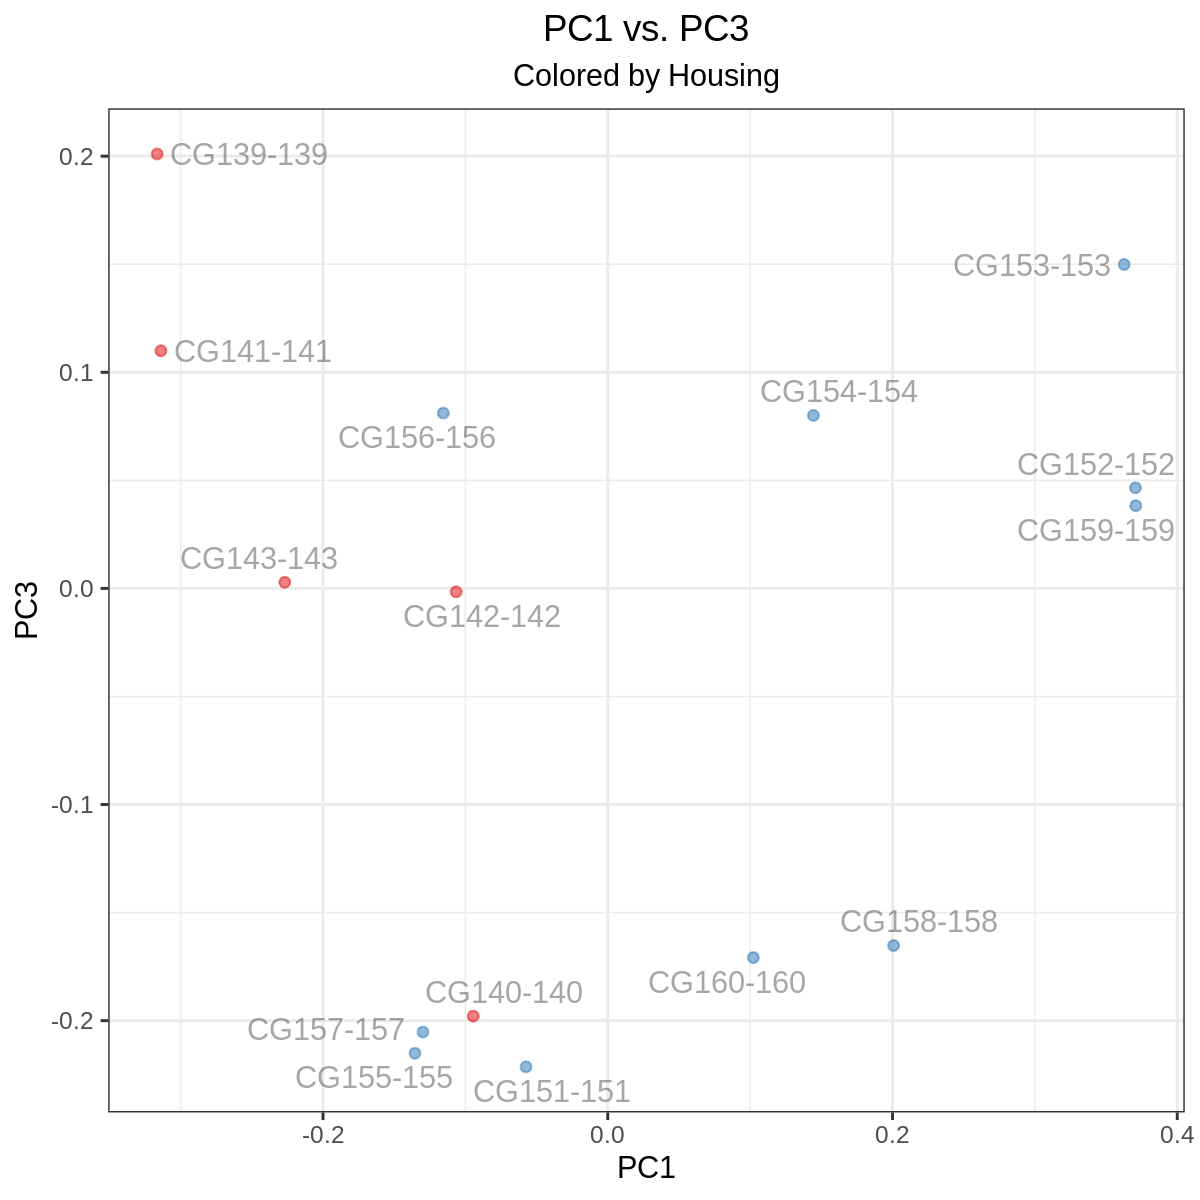 PC1 vs. PC3
Colored by Housing
0.2
CG139-139
CG153-153
CG141-141
0.1
CG154-154
CG156-156
CG152-152
CG159-159
CG143-143
0.0
CG142-142
PC3
-0.1
CG158-158
CG160-160
CG140-140
-0.2
CG157-157
CG155-155
CG151-151
-0.2 0.0 0.2 0.4
PC1